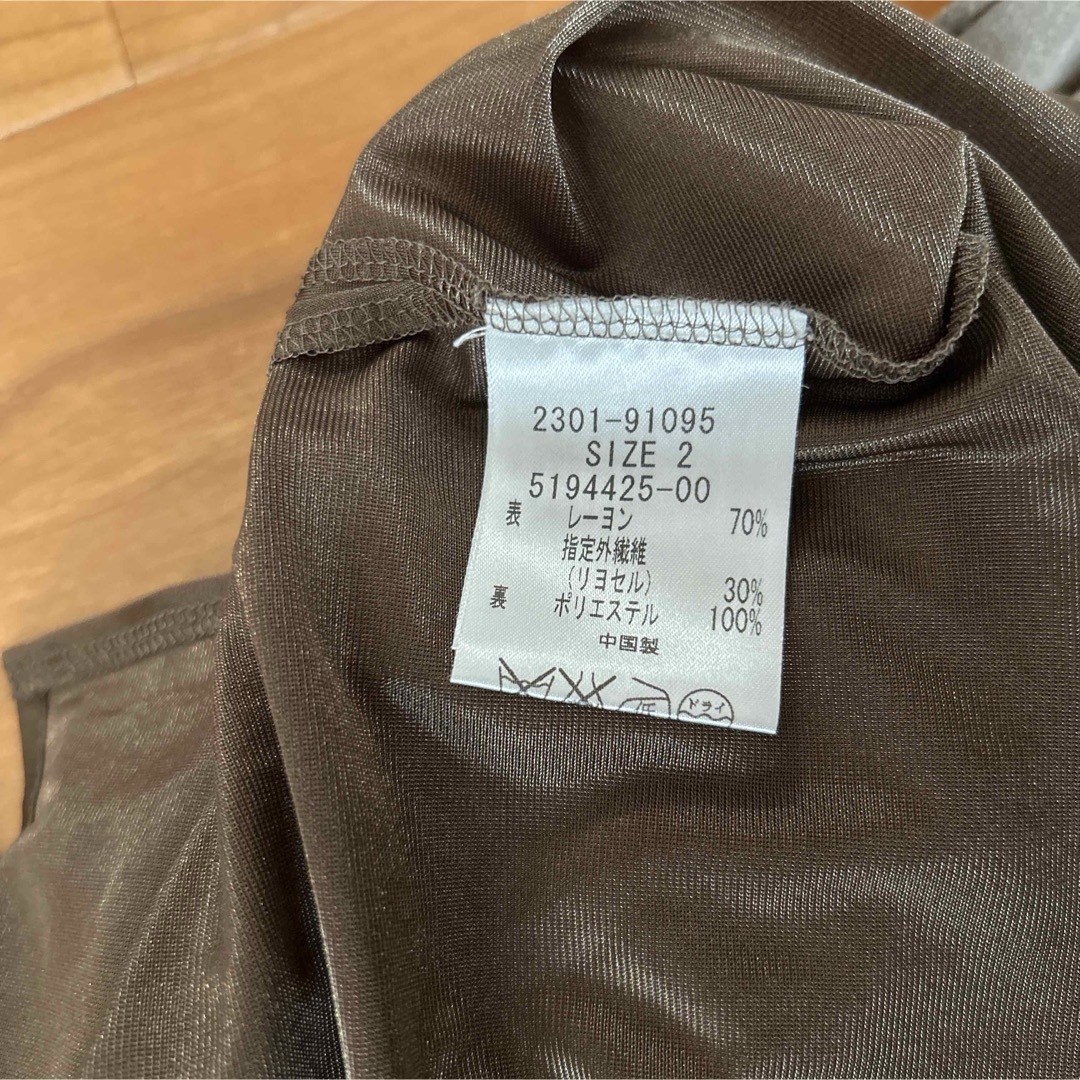 2301-91095
SIZE 2
5194425-00
表 レーヨン 70%
指定外繊維
(リヨセル) 30%
裏 ポリエステル 100%
中国製
低 ドライ